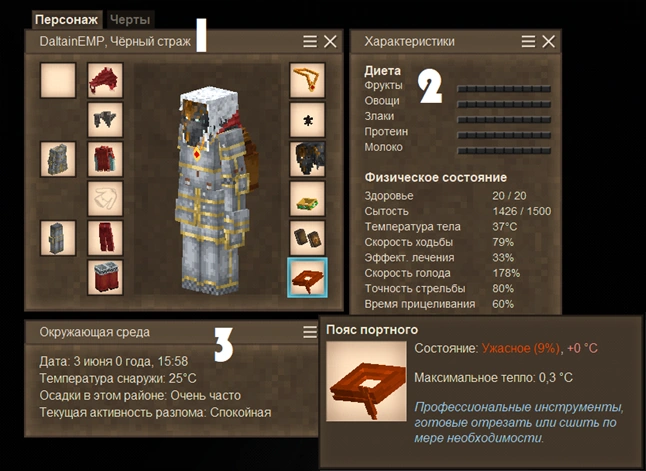 Персонаж Черты
DaltainEMP, Чёрный страж
1
Характеристики
2
Диета
Фрукты
Овощи
Злаки
Протеин
Молоко
Физическое состояние
Здоровье 20 / 20
Сытость 1426 / 1500
Температура тела 37°C
Скорость ходьбы 79%
Эффект. лечения 33%
Скорость голода 178%
Точность стрельбы 80%
Время прицеливания 60%
Окружающая среда
3
Дата: 3 июня 0 года, 15:58
Температура снаружи: 25°C
Осадки в этом районе: Очень часто
Текущая активность разлома: Спокойная
Пояс портного
Состояние: Ужасное (9%), +0 °C
Максимальное тепло: 0,3 °C
Профессиональные инструменты,
готовые отрезать или сшить по
мере необходимости.